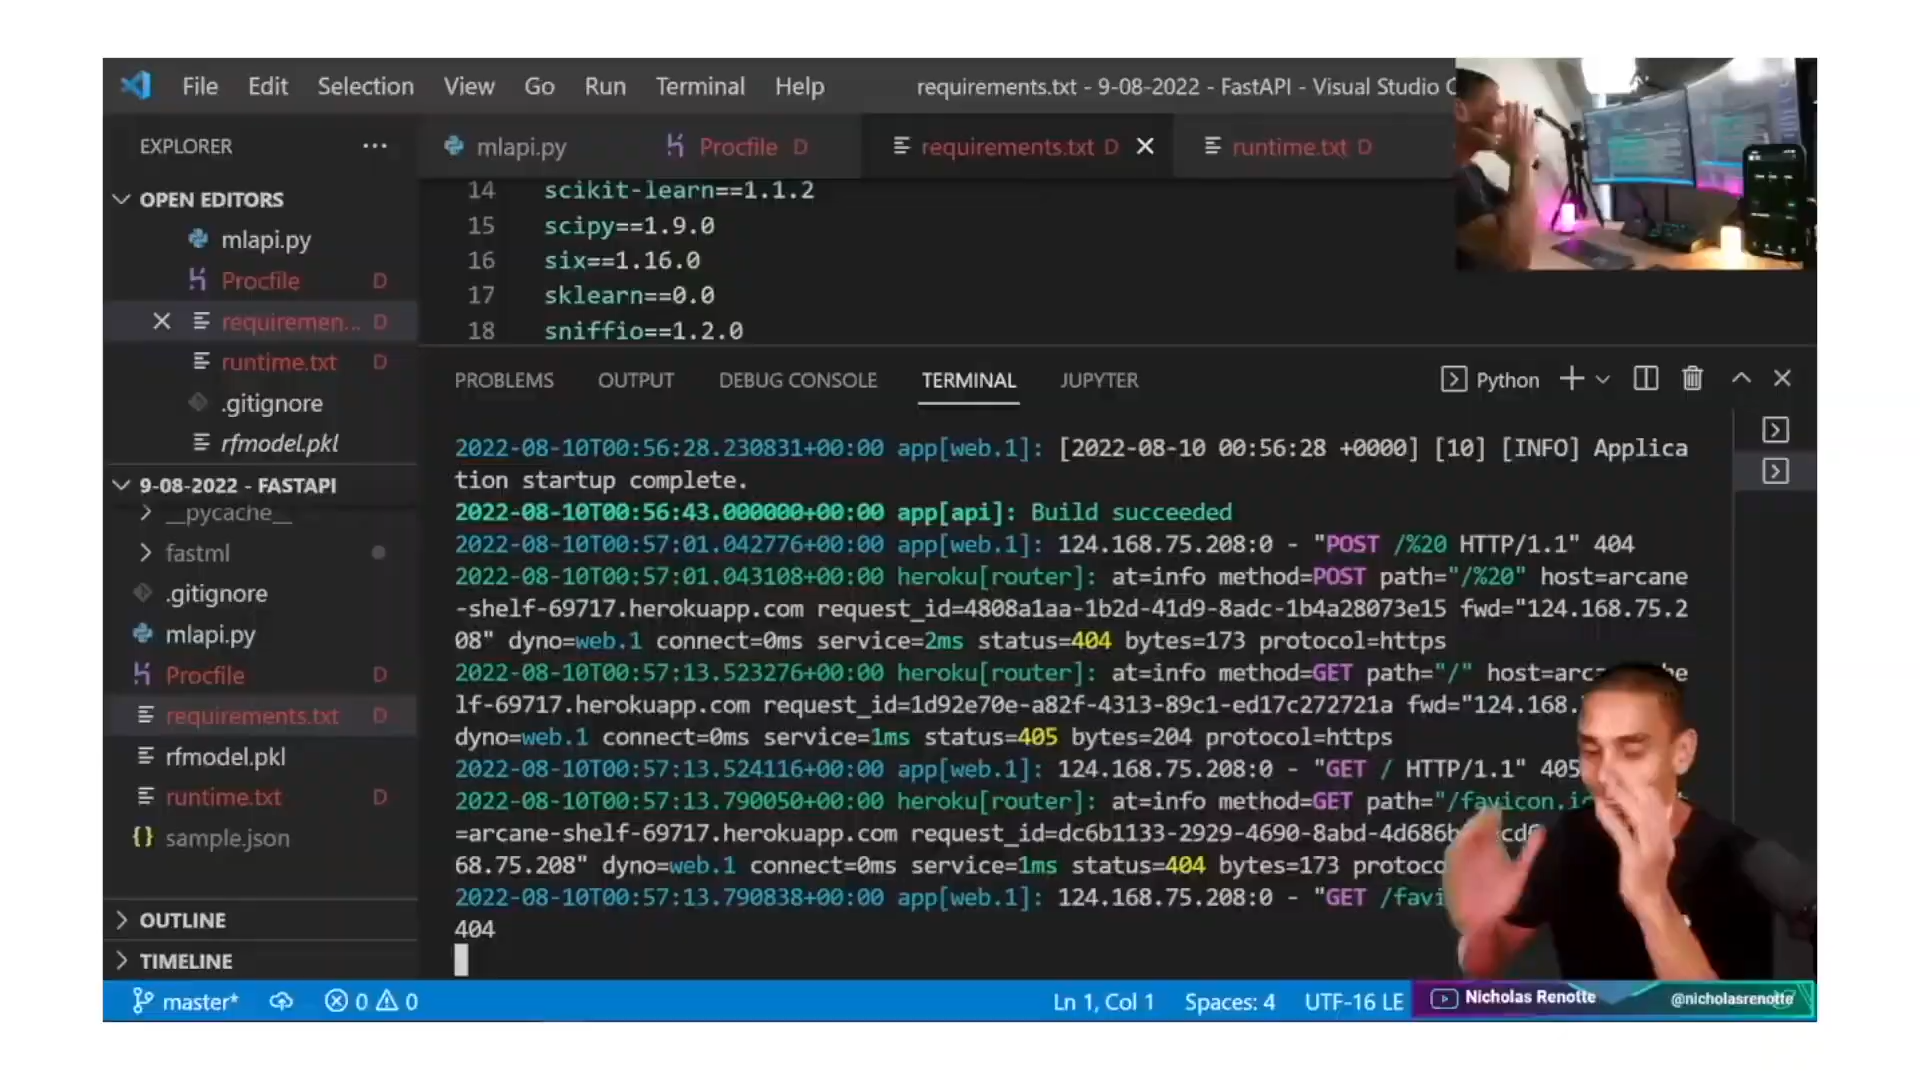 File Edit Selection View Go Run Terminal Help requirements.txt - 9-08-2022 - FastAPI - Visual Studio
EXPLORER
mlapi.py Procfile D requirements.txt D runtime.txt D
OPEN EDITORS
mlapi.py
Procfile D
requiremen... D
runtime.txt D
.gitignore
rfmodel.pkl
9-08-2022 - FASTAPI
__pycache__
fastml
.gitignore
mlapi.py
Procfile D
requirements.txt D
rfmodel.pkl
runtime.txt D
sample.json
OUTLINE
TIMELINE
14 scikit-learn==1.1.2
15 scipy==1.9.0
16 six==1.16.0
17 sklearn==0.0
18 sniffio==1.2.0
PROBLEMS OUTPUT DEBUG CONSOLE TERMINAL JUPYTER Python
2022-08-10T00:56:28.230831+00:00 app[web.1]: [2022-08-10 00:56:28 +0000] [10] [INFO] Applica
tion startup complete.
2022-08-10T00:56:43.000000+00:00 app[api]: Build succeeded
2022-08-10T00:57:01.042776+00:00 app[web.1]: 124.168.75.208:0 - "POST /%20 HTTP/1.1" 404
2022-08-10T00:57:01.043108+00:00 heroku[router]: at=info method=POST path="/%20" host=arcane
-shelf-69717.herokuapp.com request_id=4808a1aa-1b2d-41d9-8adc-1b4a28073e15 fwd="124.168.75.2
08" dyno=web.1 connect=0ms service=2ms status=404 bytes=173 protocol=https
2022-08-10T00:57:13.523276+00:00 heroku[router]: at=info method=GET path="/" host=arc
lf-69717.herokuapp.com request_id=1d92e70e-a82f-4313-89c1-ed17c272721a fwd="124.168.
dyno=web.1 connect=0ms service=1ms status=405 bytes=204 protocol=https
2022-08-10T00:57:13.524116+00:00 app[web.1]: 124.168.75.208:0 - "GET / HTTP/1.1" 405
2022-08-10T00:57:13.790050+00:00 heroku[router]: at=info method=GET path="/favicon.i
=arcane-shelf-69717.herokuapp.com request_id=dc6b1133-2929-4690-8abd-4d686b
68.75.208" dyno=web.1 connect=0ms service=1ms status=404 bytes=173 protoco
2022-08-10T00:57:13.790838+00:00 app[web.1]: 124.168.75.208:0 - "GET /favi
404
master* 0 0 Ln 1, Col 1 Spaces: 4 UTF-16 LE
Nicholas Renotte @nicholasrenotte